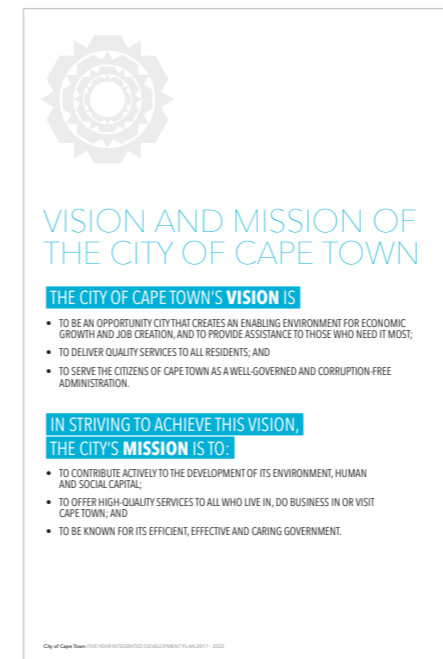 VISION AND MISSION OF
THE CITY OF CAPE TOWN
THE CITY OF CAPE TOWN'S VISION IS
• TO BE AN OPPORTUNITY CITY THAT CREATES AN ENABLING ENVIRONMENT FOR ECONOMIC
GROWTH AND JOB CREATION, AND TO PROVIDE ASSISTANCE TO THOSE WHO NEED IT MOST;
• TO DELIVER QUALITY SERVICES TO ALL RESIDENTS; AND
• TO SERVE THE CITIZENS OF CAPE TOWN AS A WELL-GOVERNED AND CORRUPTION-FREE
ADMINISTRATION.
IN STRIVING TO ACHIEVE THIS VISION,
THE CITY'S MISSION IS TO:
• TO CONTRIBUTE ACTIVELY TO THE DEVELOPMENT OF ITS ENVIRONMENT, HUMAN
AND SOCIAL CAPITAL;
• TO OFFER HIGH-QUALITY SERVICES TO ALL WHO LIVE IN, DO BUSINESS IN OR VISIT
CAPE TOWN; AND
• TO BE KNOWN FOR ITS EFFICIENT, EFFECTIVE AND CARING GOVERNMENT.
City of Cape Town FIVE YEAR INTEGRATED DEVELOPMENT PLAN 2017 - 2022